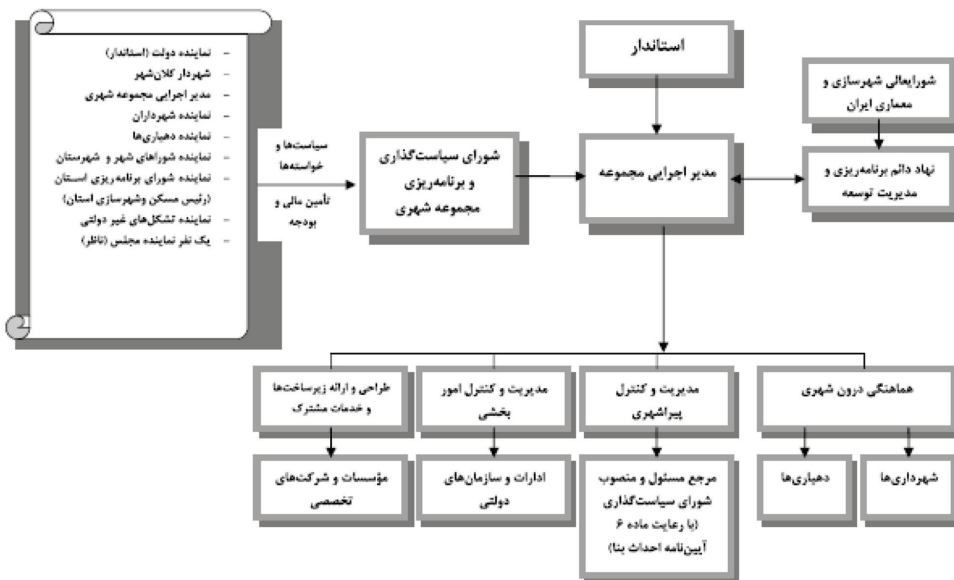 - نماینده دولت (استاندار)
- شهردار کلان‌شهر
- مدیر اجرایی مجموعه شهری
- نماینده شهرداران
- نماینده دهیاری‌ها
- نماینده شوراهای شهر و شهرستان
- نماینده شورای برنامه‌ریزی استان
(رئیس مسکن وشهرسازی استان)
- نماینده تشکل‌های غیر دولتی
- یک نفر نماینده مجلس (ناظر)
سیاست‌ها و
خواسته‌ها
تأمین مالی و
بودجه
شورای سیاست‌گذاری
و برنامه‌ریزی
مجموعه شهری
استاندار
مدیر اجرایی مجموعه
شورایعالی شهرسازی و
معماری ایران
نهاد دائم برنامه‌ریزی و
مدیریت توسعه
هماهنگی درون شهری
مدیریت و کنترل
پیراشهری
مدیریت و کنترل امور
بخشی
طراحی و ارائه زیرساخت‌ها
و خدمات مشترک
شهرداری‌ها
دهیاری‌ها
مرجع مسئول و منصوب
شورای سیاست‌گذاری
(با رعایت ماده ۶
آیین‌نامه احداث بنا)
ادارات و سازمان‌های
دولتی
مؤسسات و شرکت‌های
تخصصی